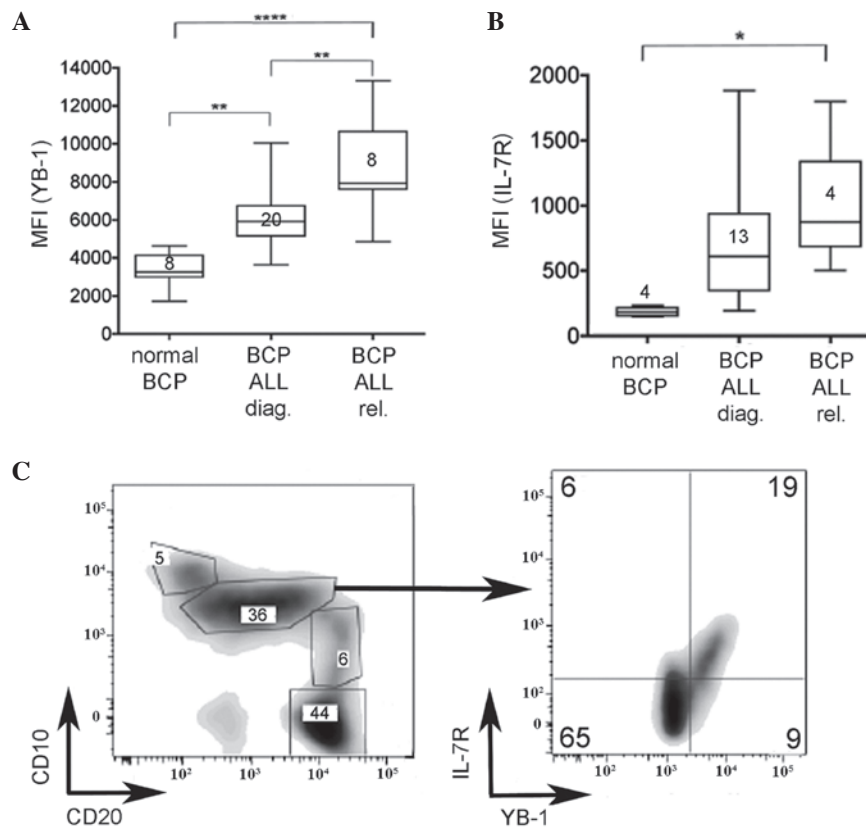 A
MFI (YB-1)
14000
12000
10000
8000
6000
4000
2000
0
****
**
**
8
20
8
normal BCP
BCP ALL diag.
BCP ALL rel.
B
MFI (IL-7R)
2000
1500
1000
500
0
*
4
13
4
normal BCP
BCP ALL diag.
BCP ALL rel.
C
CD10
10⁵
10⁴
10³
0
5
36
6
44
10² 10³ 10⁴ 10⁵
CD20
IL-7R
10⁵
10⁴
10³
10²
0
6 19
65 9
0 10² 10³ 10⁴ 10⁵
YB-1